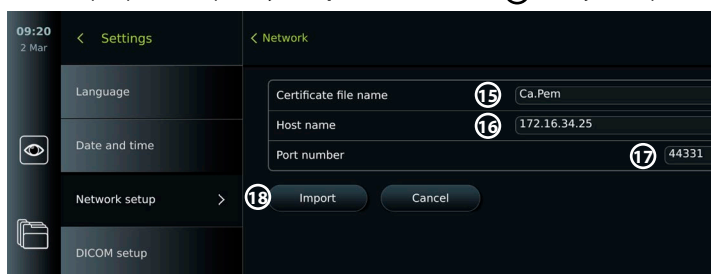 09:20
2 Mar
Settings
Network
Language
Date and time
Network setup
DICOM setup
Certificate file name 15 Ca.Pem
Host name 16 172.16.34.25
Port number 17 44331
18 Import Cancel